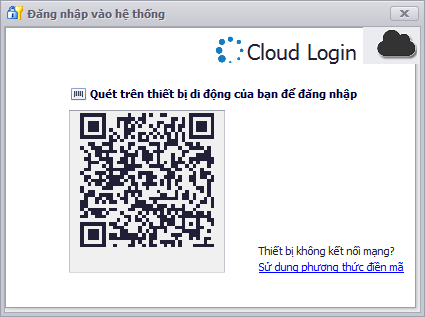 Đăng nhập vào hệ thống
Cloud Login
Quét trên thiết bị di động của bạn để đăng nhập
Thiết bị không kết nối mạng?
Sử dụng phương thức điền mã